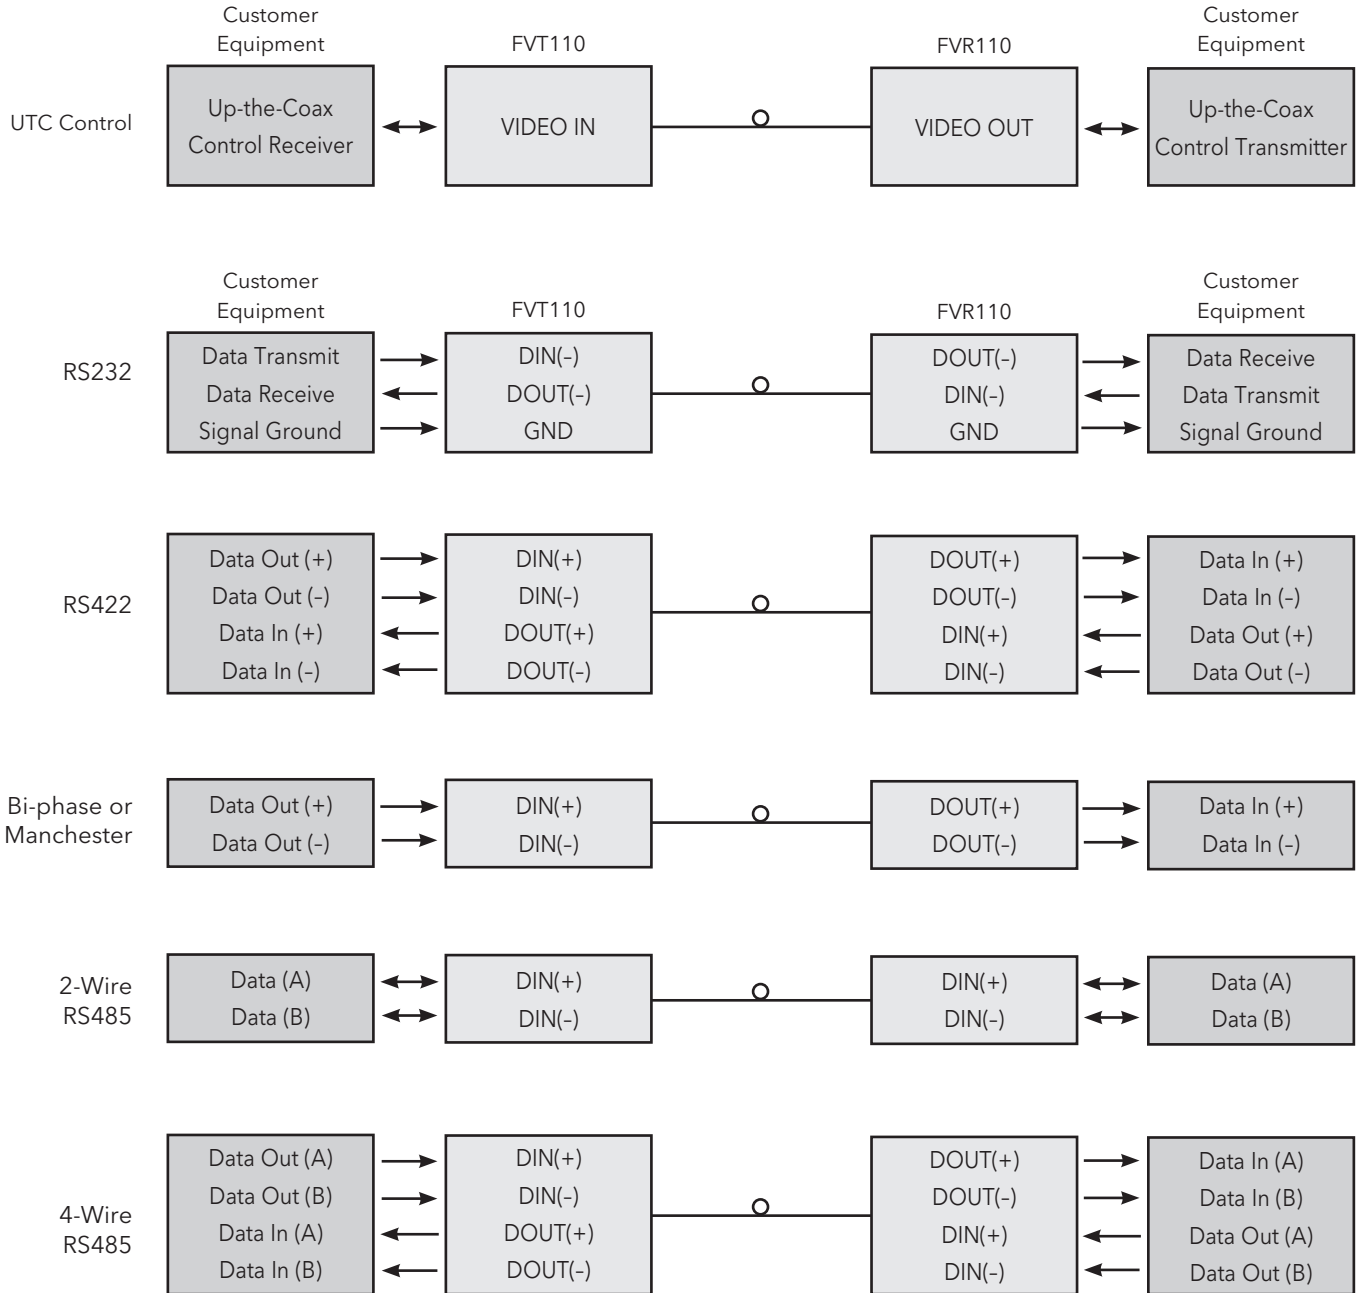 Customer
Equipment
FVT110
FVR110
Customer
Equipment
UTC Control
Up-the-Coax
Control Receiver
VIDEO IN
VIDEO OUT
Up-the-Coax
Control Transmitter
Customer
Equipment
FVT110
FVR110
Customer
Equipment
RS232
Data Transmit
Data Receive
Signal Ground
DIN(–)
DOUT(–)
GND
DOUT(–)
DIN(–)
GND
Data Receive
Data Transmit
Signal Ground
RS422
Data Out (+)
Data Out (–)
Data In (+)
Data In (–)
DIN(+)
DIN(–)
DOUT(+)
DOUT(–)
DOUT(+)
DOUT(–)
DIN(+)
DIN(–)
Data In (+)
Data In (–)
Data Out (+)
Data Out (–)
Bi-phase or
Manchester
Data Out (+)
Data Out (–)
DIN(+)
DIN(–)
DOUT(+)
DOUT(–)
Data In (+)
Data In (–)
2-Wire
RS485
Data (A)
Data (B)
DIN(+)
DIN(–)
DIN(+)
DIN(–)
Data (A)
Data (B)
4-Wire
RS485
Data Out (A)
Data Out (B)
Data In (A)
Data In (B)
DIN(+)
DIN(–)
DOUT(+)
DOUT(–)
DOUT(+)
DOUT(–)
DIN(+)
DIN(–)
Data In (A)
Data In (B)
Data Out (A)
Data Out (B)